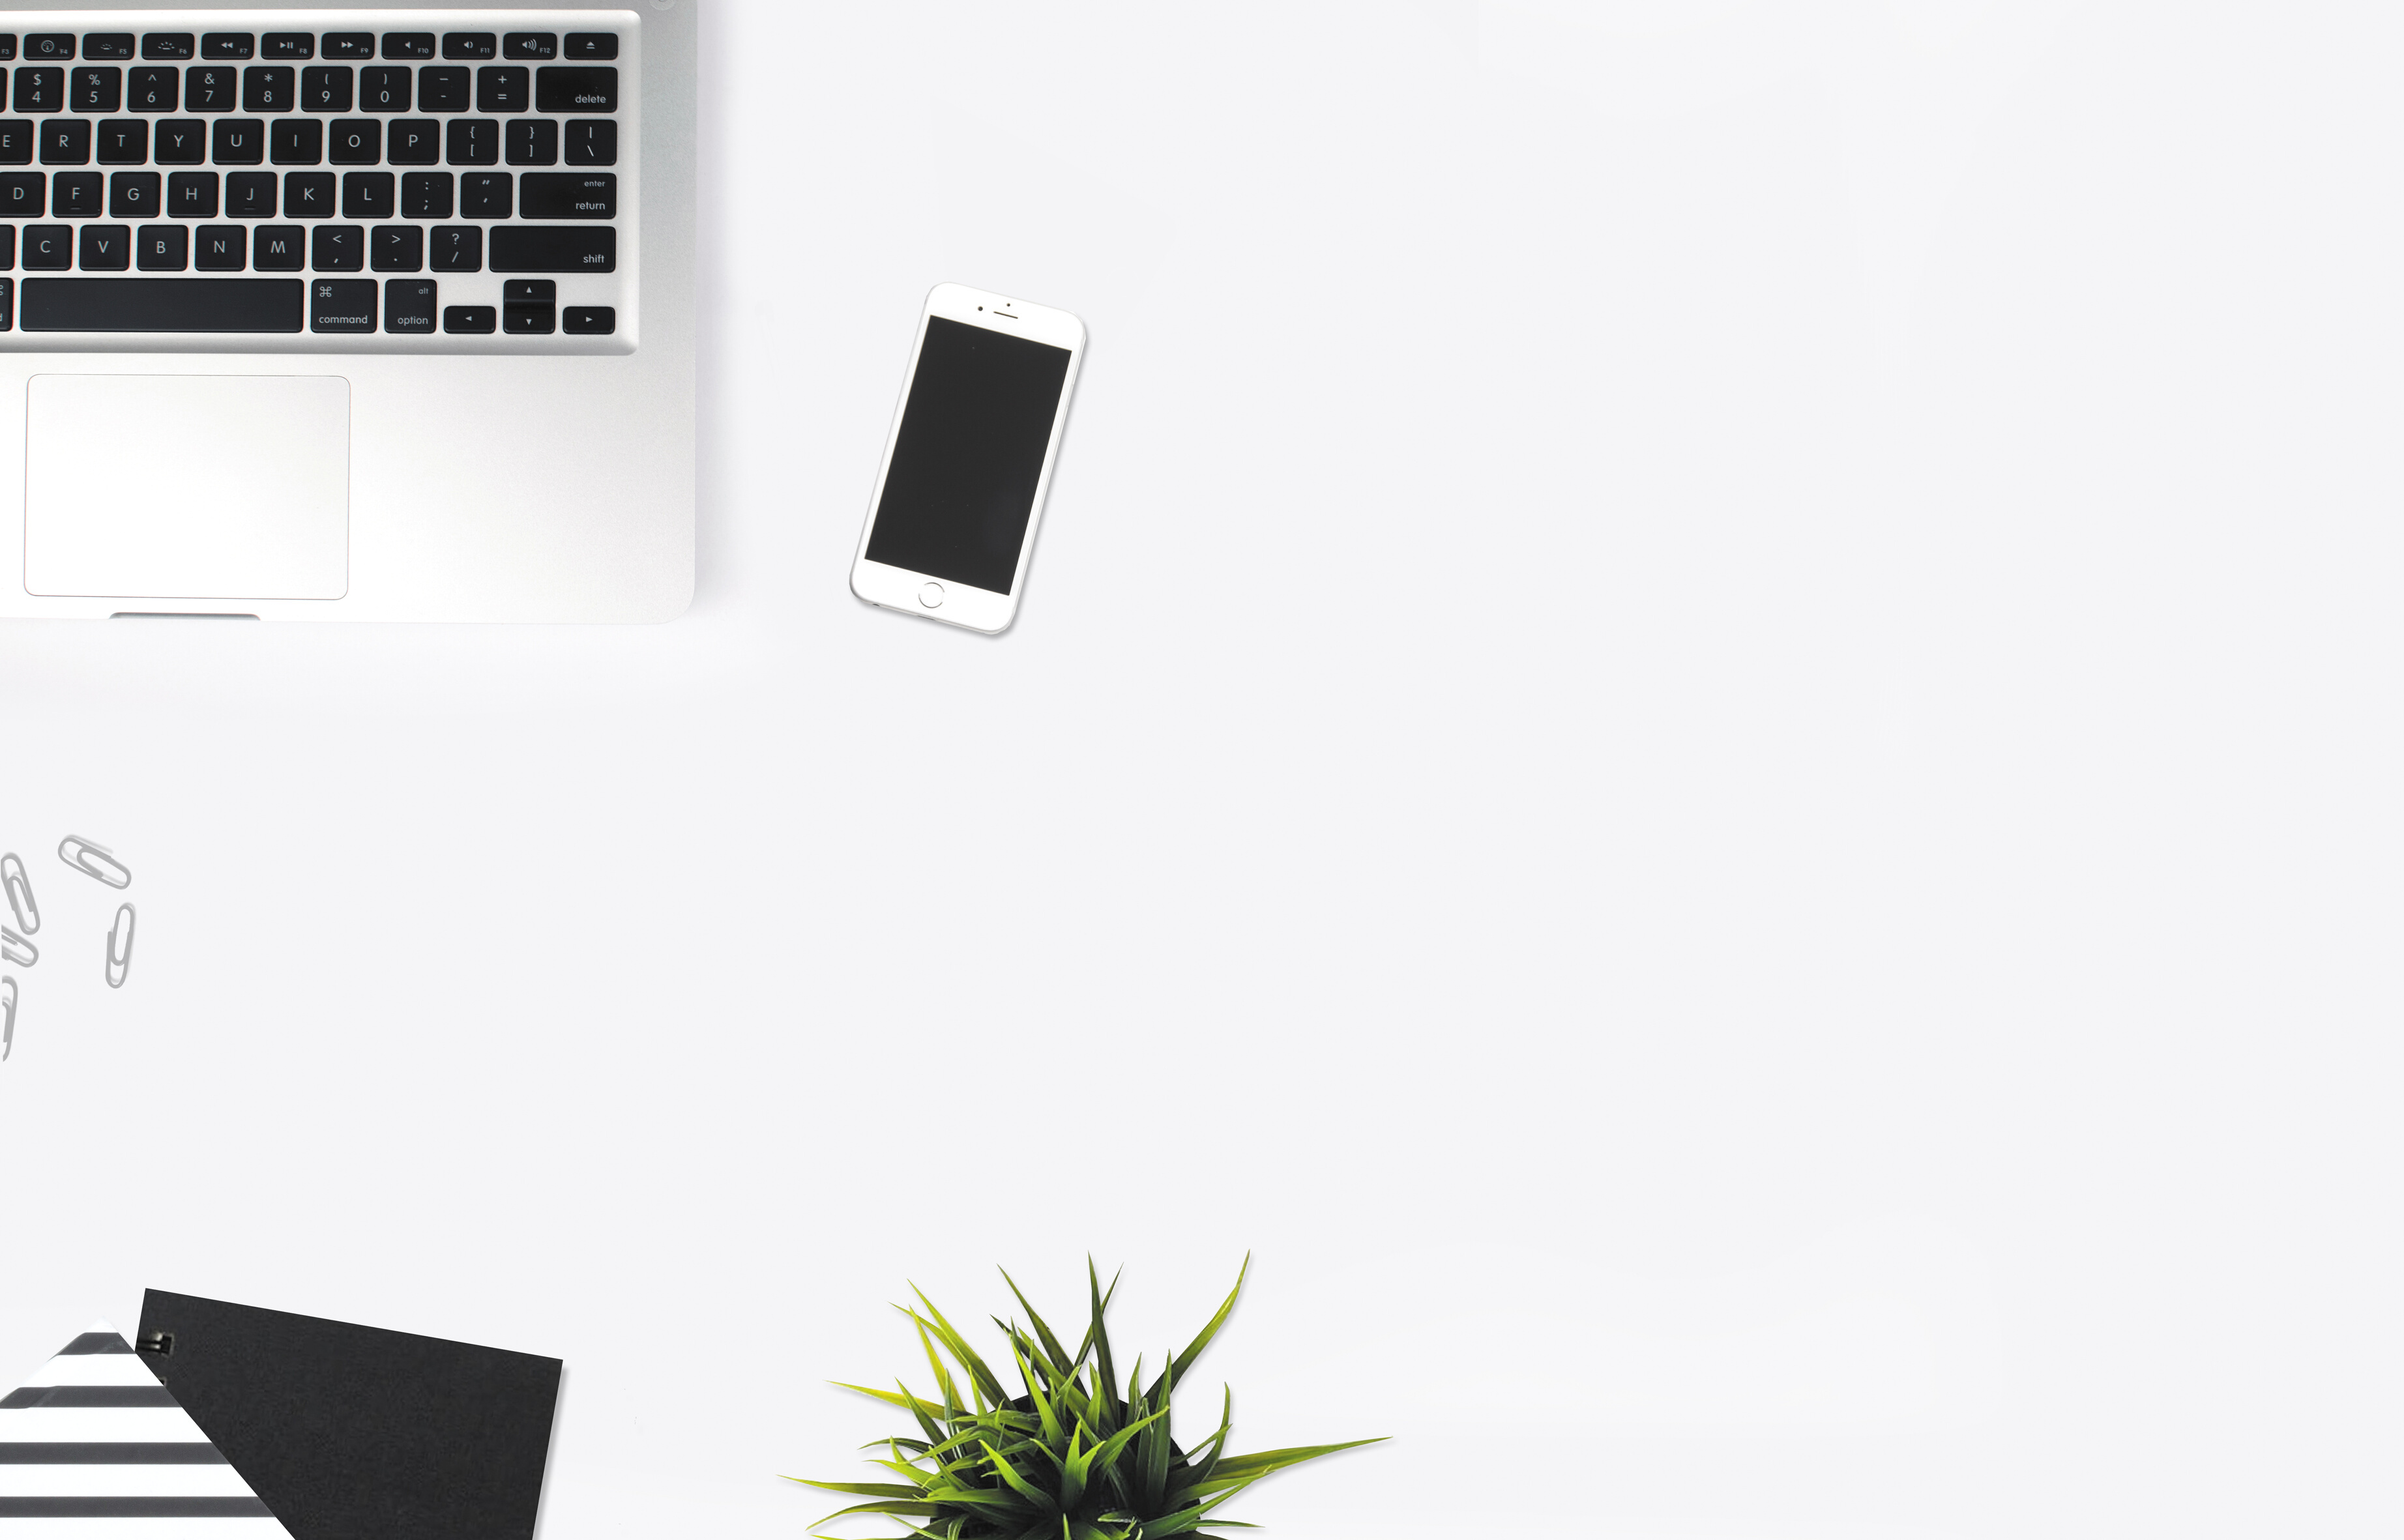 F3 F4 F5 F6 F7 F8 F9 F10 F11 F12
$ % ^ & * ( ) _ +
4 5 6 7 8 9 0 - = delete
E R T Y U I O P { [ } ] | \
D F G H J K L : ; " ' enter return
C V B N M < , > . ? / shift
⌘ command alt option